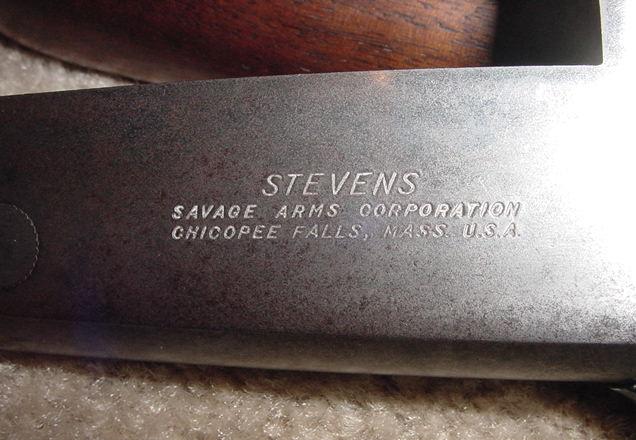 STEVENS
SAVAGE ARMS CORPORATION
CHICOPEE FALLS, MASS. U.S.A.